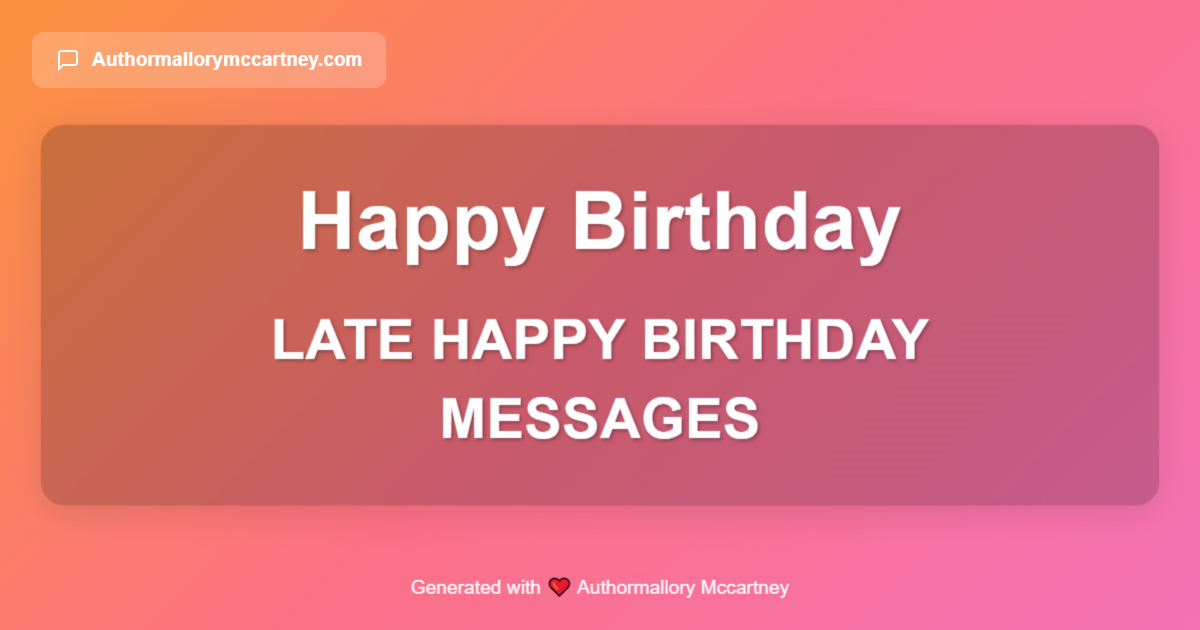 Authormallorymccartney.com
Happy Birthday
LATE HAPPY BIRTHDAY
MESSAGES
Generated with ❤️ Authormallory Mccartney